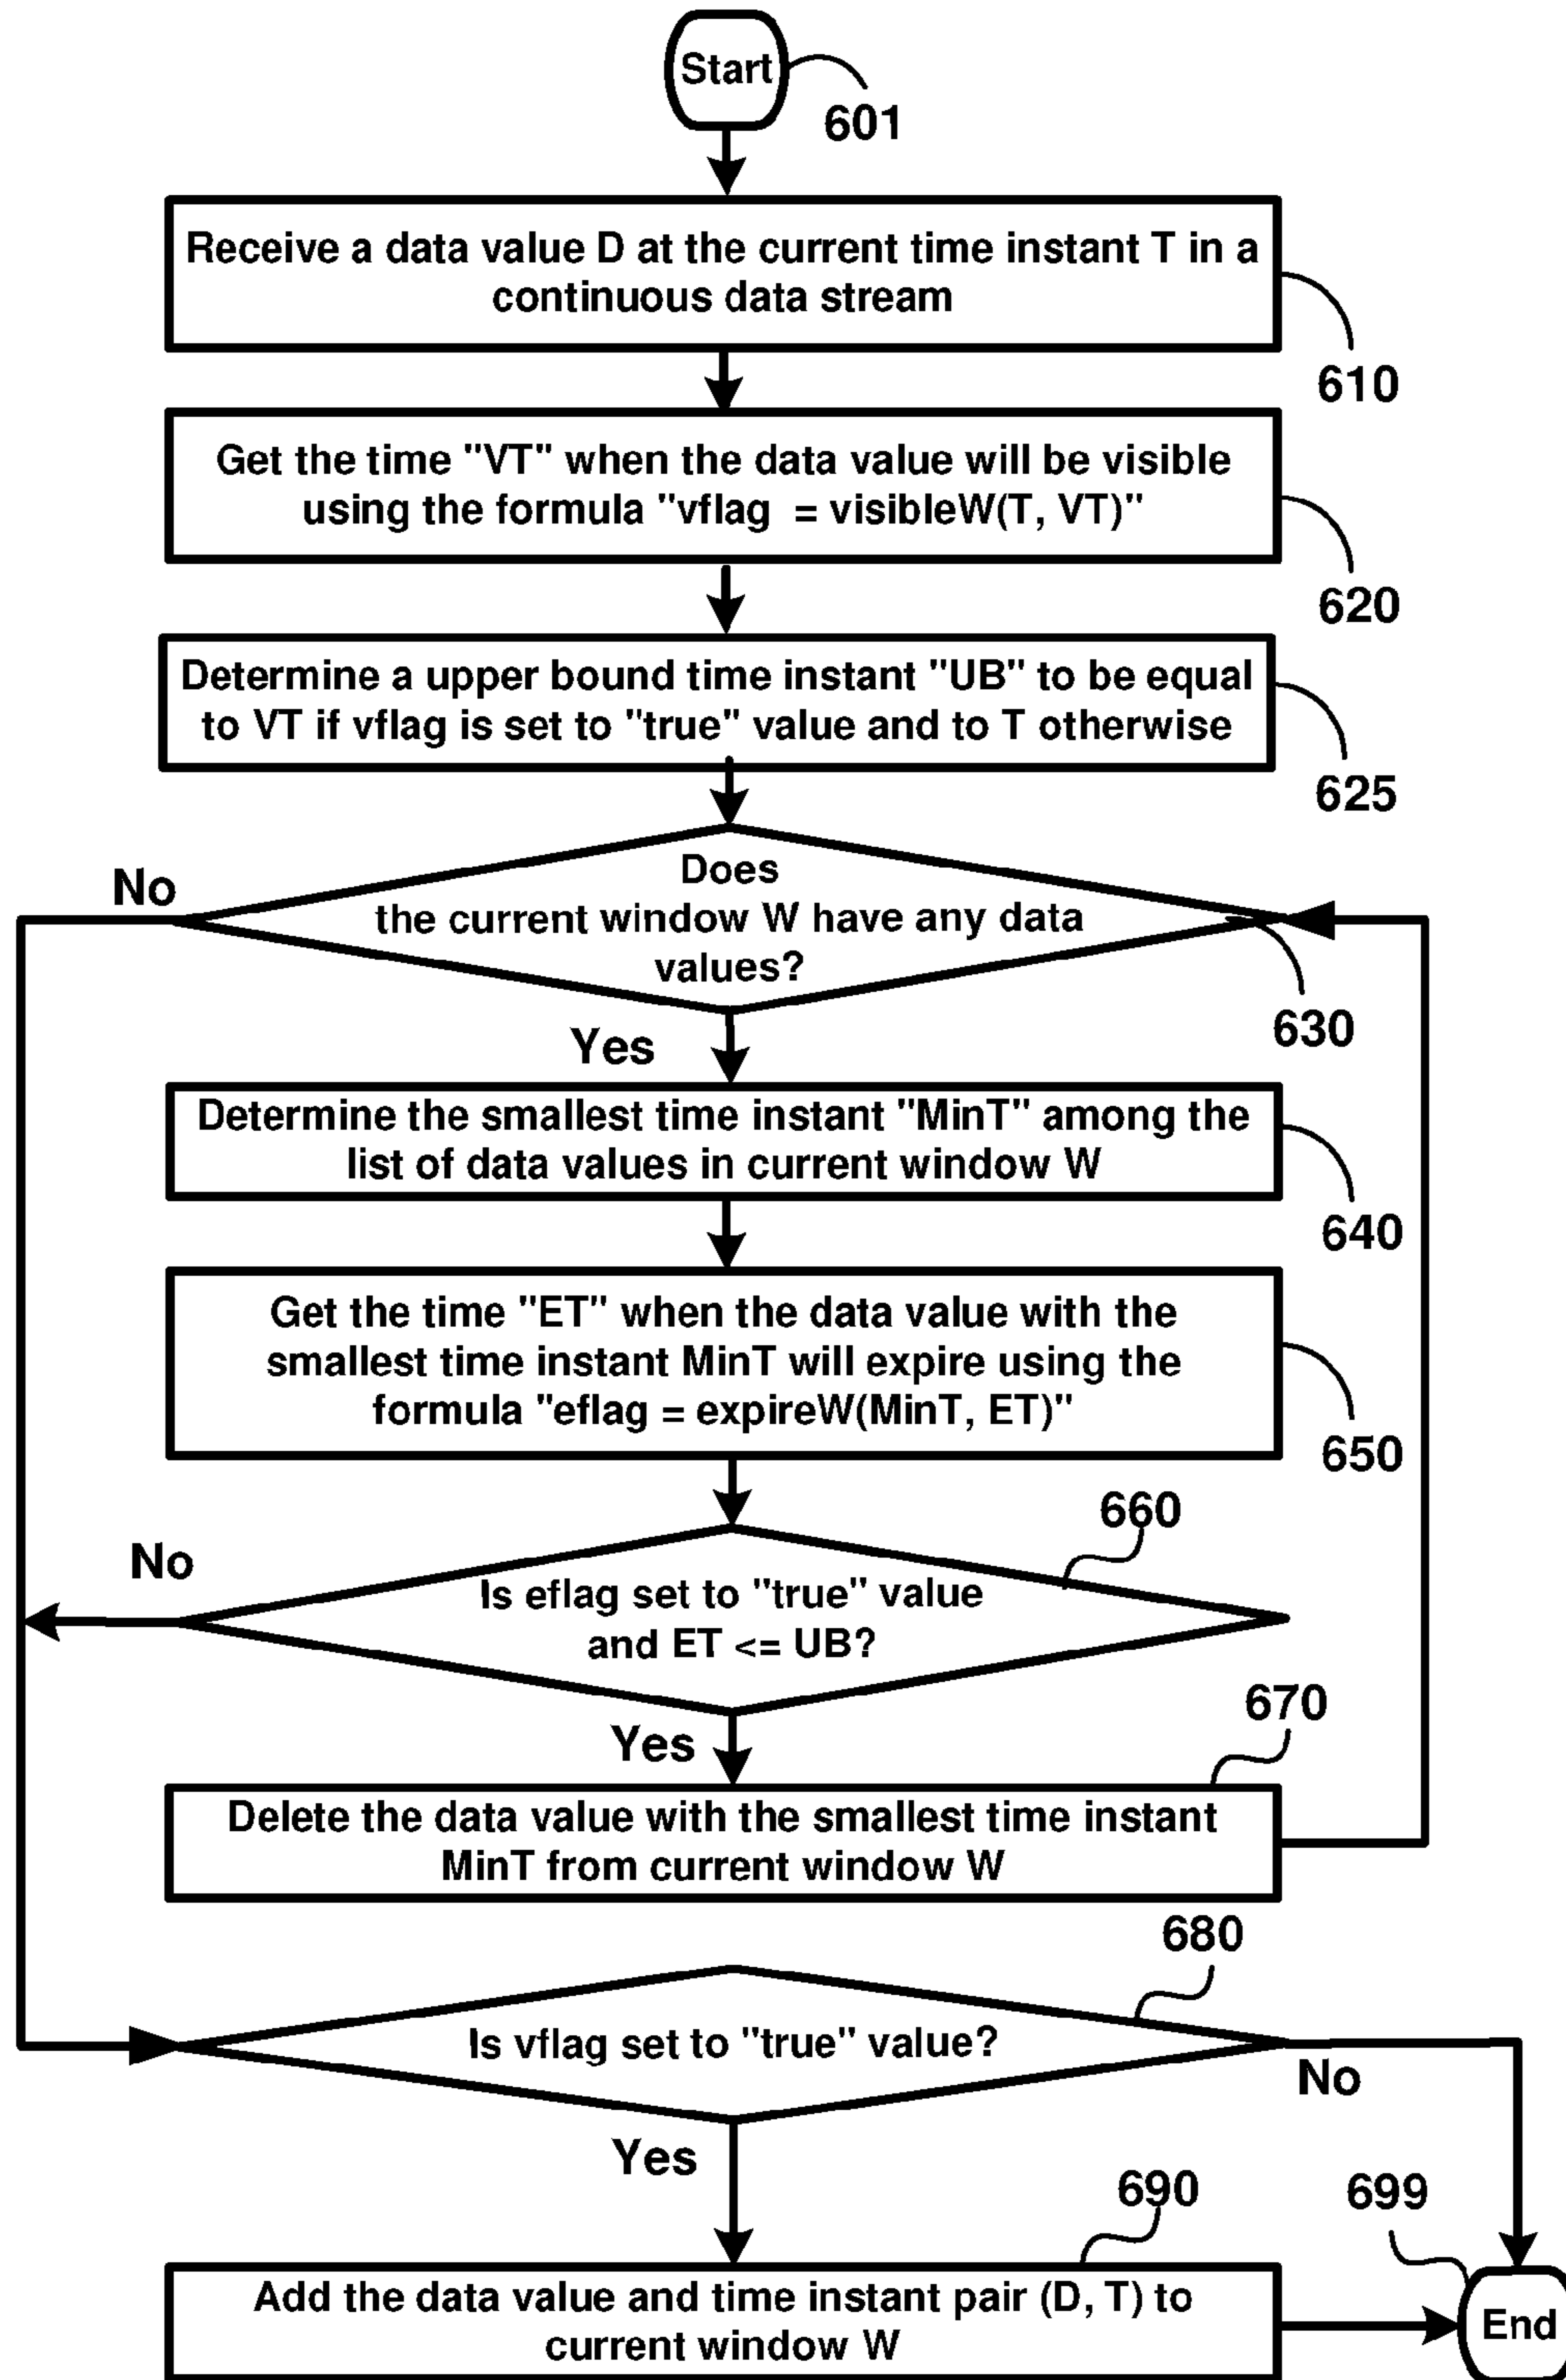 Start
601
Receive a data value D at the current time instant T in a
continuous data stream
610
Get the time "VT" when the data value will be visible
using the formula "vflag = visibleW(T, VT)"
620
Determine a upper bound time instant "UB" to be equal
to VT if vflag is set to "true" value and to T otherwise
625
No
Does
the current window W have any data
values?
630
Yes
Determine the smallest time instant "MinT" among the
list of data values in current window W
640
Get the time "ET" when the data value with the
smallest time instant MinT will expire using the
formula "eflag = expireW(MinT, ET)"
650
660
No
Is eflag set to "true" value
and ET <= UB?
670
Yes
Delete the data value with the smallest time instant
MinT from current window W
680
Is vflag set to "true" value?
No
Yes
690
699
Add the data value and time instant pair (D, T) to
current window W
End